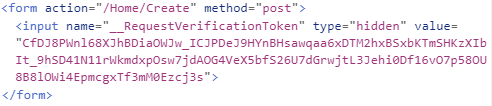 <form action="/Home/Create" method="post">
<input name="__RequestVerificationToken" type="hidden" value=
"CfDJ8PWnl68XJhBDiaOWJw_ICJPDeJ9HYnBHsawqaa6xDTM2hxBSxbKTmSHKzXIb
It_9hSD41N11rWkmdxpOsw7jdAOG4VeX5bfS26U7dGrwjtL3Jehi0Df16vO7p58OU
8B8lOWi4EpmcgxTf3mM0Ezcj3s">
</form>